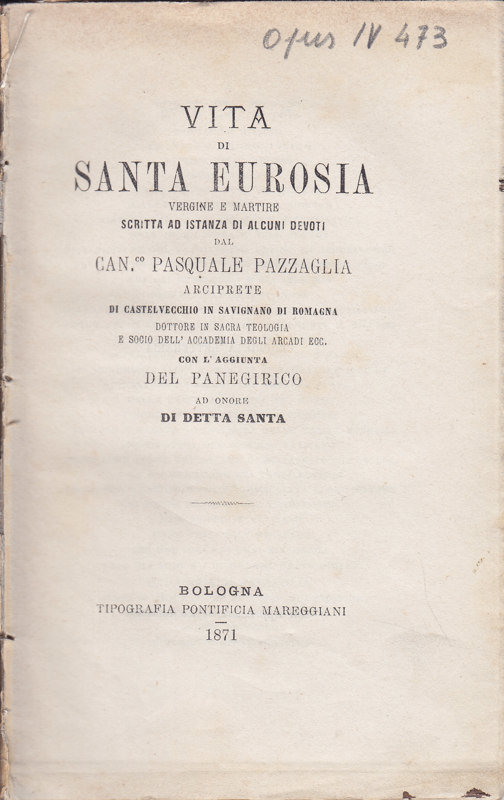 Opus IV 473
VITA
DI
SANTA EUROSIA
VERGINE E MARTIRE
SCRITTA AD ISTANZA DI ALCUNI DEVOTI
DAL
CAN.co PASQUALE PAZZAGLIA
ARCIPRETE
DI CASTELVECCHIO IN SAVIGNANO DI ROMAGNA
DOTTORE IN SACRA TEOLOGIA
E SOCIO DELL' ACCADEMIA DEGLI ARCADI ECC.
CON L' AGGIUNTA
DEL PANEGIRICO
AD ONORE
DI DETTA SANTA
BOLOGNA
TIPOGRAFIA PONTIFICIA MAREGGIANI
1871